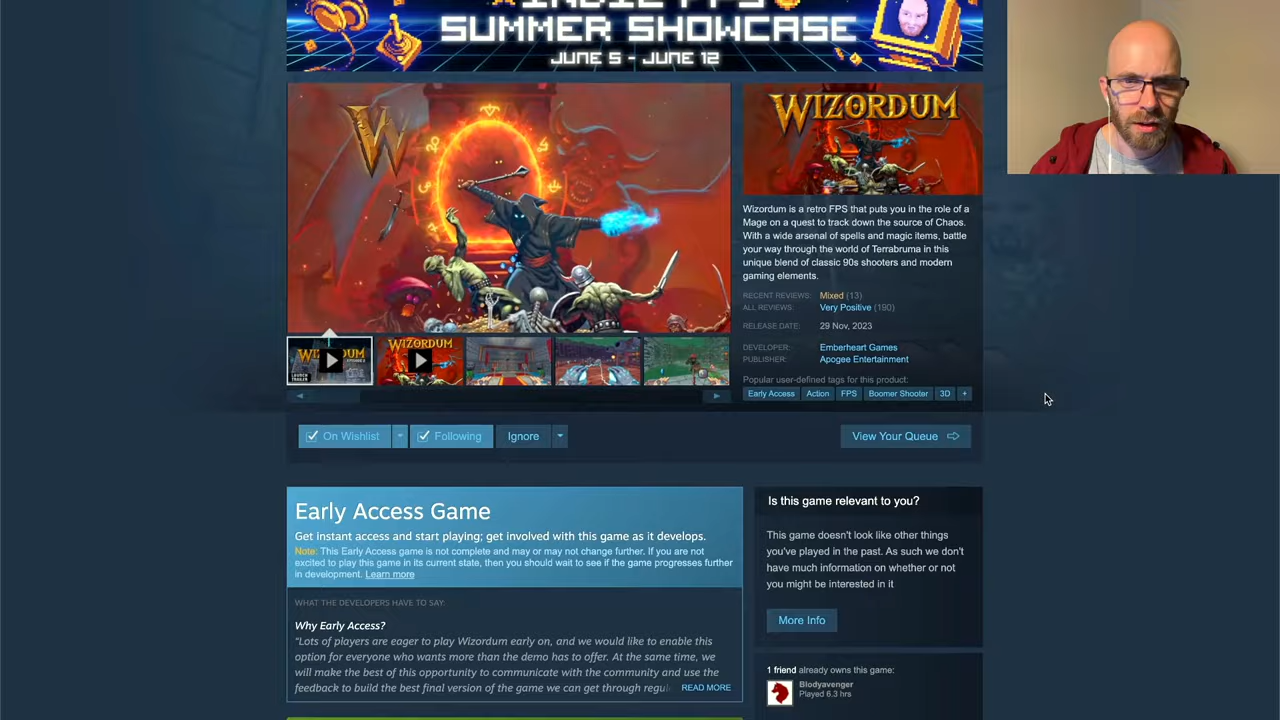 INDIE FPS
SUMMER SHOWCASE
JUNE 5 - JUNE 12
W
WIZORDUM
Wizordum is a retro FPS that puts you in the role of a
Mage on a quest to track down the source of Chaos.
With a wide arsenal of spells and magic items, battle
your way through the world of Terrabruma in this
unique blend of classic 90s shooters and modern
gaming elements.
RECENT REVIEWS: Mixed (13)
ALL REVIEWS: Very Positive (190)
RELEASE DATE: 29 Nov, 2023
DEVELOPER: Emberheart Games
PUBLISHER: Apogee Entertainment
Popular user-defined tags for this product:
Early Access Action FPS Boomer Shooter 3D +
WIZORDUM
WIZORDUM
On Wishlist Following Ignore View Your Queue
Early Access Game
Get instant access and start playing; get involved with this game as it develops.
Note: This Early Access game is not complete and may or may not change further. If you are not
excited to play this game in its current state, then you should wait to see if the game progresses further
in development. Learn more
WHAT THE DEVELOPERS HAVE TO SAY:
Why Early Access?
"Lots of players are eager to play Wizordum early on, and we would like to enable this
option for everyone who wants more than the demo has to offer. At the same time, we
will make the best of this opportunity to communicate with the community and use the
feedback to build the best final version of the game we can get through regul READ MORE
Is this game relevant to you?
This game doesn't look like other things
you've played in the past. As such we don't
have much information on whether or not
you might be interested in it
More Info
1 friend already owns this game:
Blodyavenger
Played 6.3 hrs